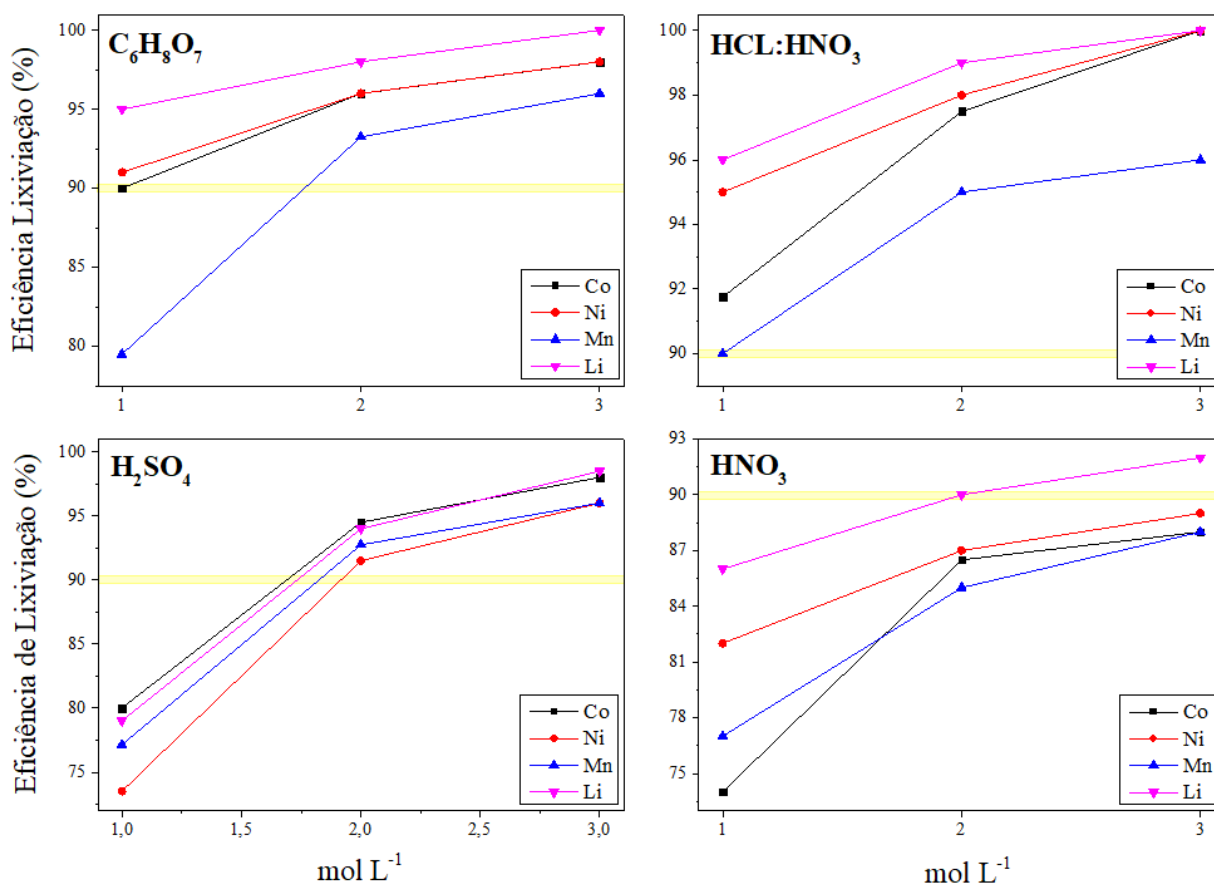 C₆H₈O₇
100
95
90
85
80
Eficiência Lixiviação (%)
Co
Ni
Mn
Li
1
2
3
HCL:HNO₃
100
98
96
94
92
90
Co
Ni
Mn
Li
1
2
3
H₂SO₄
100
95
90
85
80
75
Eficiência de Lixiviação (%)
Co
Ni
Mn
Li
1,0
1,5
2,0
2,5
3,0
mol L⁻¹
HNO₃
93
90
87
84
81
78
75
Co
Ni
Mn
Li
1
2
3
mol L⁻¹